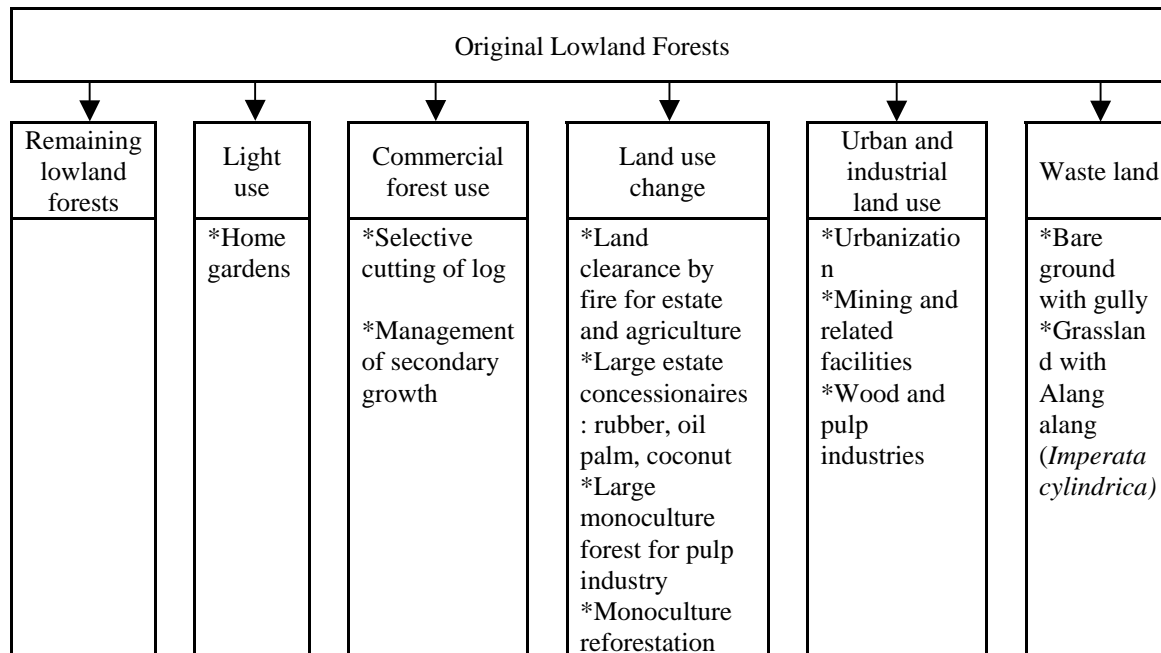 Original Lowland Forests
Remaining
lowland
forests
Light
use
*Home
gardens
Commercial
forest use
*Selective
cutting of log
*Management
of secondary
growth
Land use
change
*Land
clearance by
fire for estate
and agriculture
*Large estate
concessionaires
: rubber, oil
palm, coconut
*Large
monoculture
forest for pulp
industry
*Monoculture
reforestation
Urban and
industrial
land use
*Urbanizatio
n
*Mining and
related
facilities
*Wood and
pulp
industries
Waste land
*Bare
ground
with gully
*Grasslan
d with
Alang
alang
(Imperata
cylindrica)